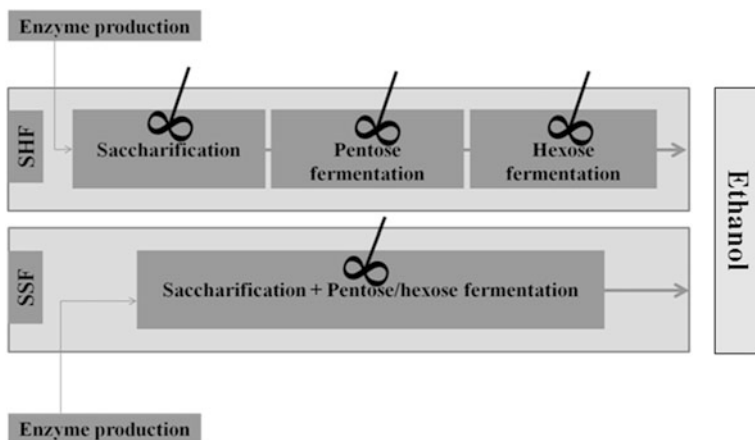 Enzyme production
SHF
Saccharification
Pentose
fermentation
Hexose
fermentation
Ethanol
SSF
Saccharification + Pentose/hexose fermentation
Enzyme production